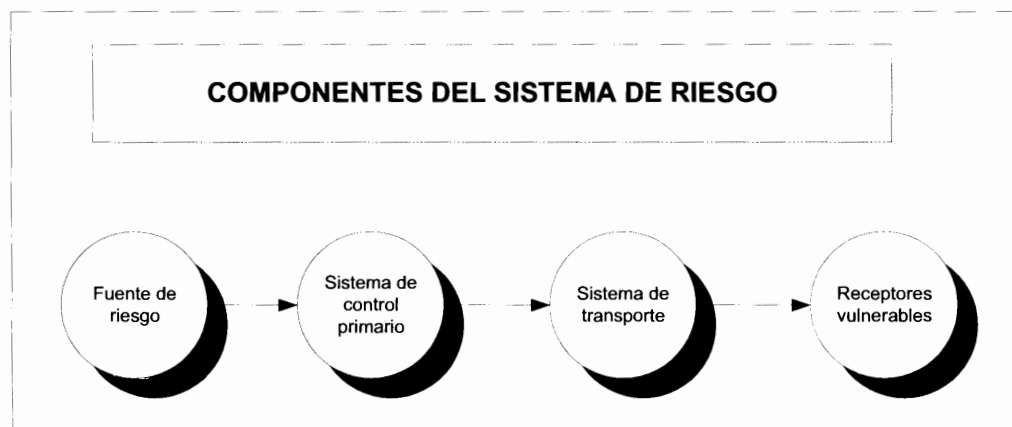 COMPONENTES DEL SISTEMA DE RIESGO
Fuente de
riesgo
Sistema de
control
primario
Sistema de
transporte
Receptores
vulnerables